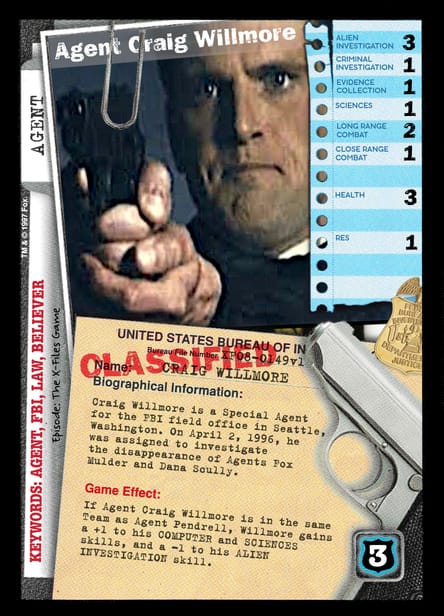 Agent Craig Willmore
ALIEN
INVESTIGATION 3
CRIMINAL
INVESTIGATION 1
EVIDENCE
COLLECTION 1
SCIENCES 1
LONG RANGE
COMBAT 2
CLOSE RANGE
COMBAT 1
HEALTH 3
RES 1
AGENT
TM & © 1997 Fox.
KEYWORDS: AGENT, FBI, LAW, BELIEVER
Episode: The X-Files Game
UNITED STATES BUREAU OF IN
Bureau File Number XF08-0149v1
CLASSIFIED
Name: CRAIG WILLMORE
Biographical Information:
Craig Willmore is a Special Agent
for the FBI field office in Seattle,
Washington. On April 2, 1996, he
was assigned to investigate
the disappearance of Agents Fox
Mulder and Dana Scully.
Game Effect:
If Agent Craig Willmore is in the same
Team as Agent Pendrell, Willmore gains
a +1 to his COMPUTER and SCIENCES
skills, and a -1 to his ALIEN
INVESTIGATION skill.
3